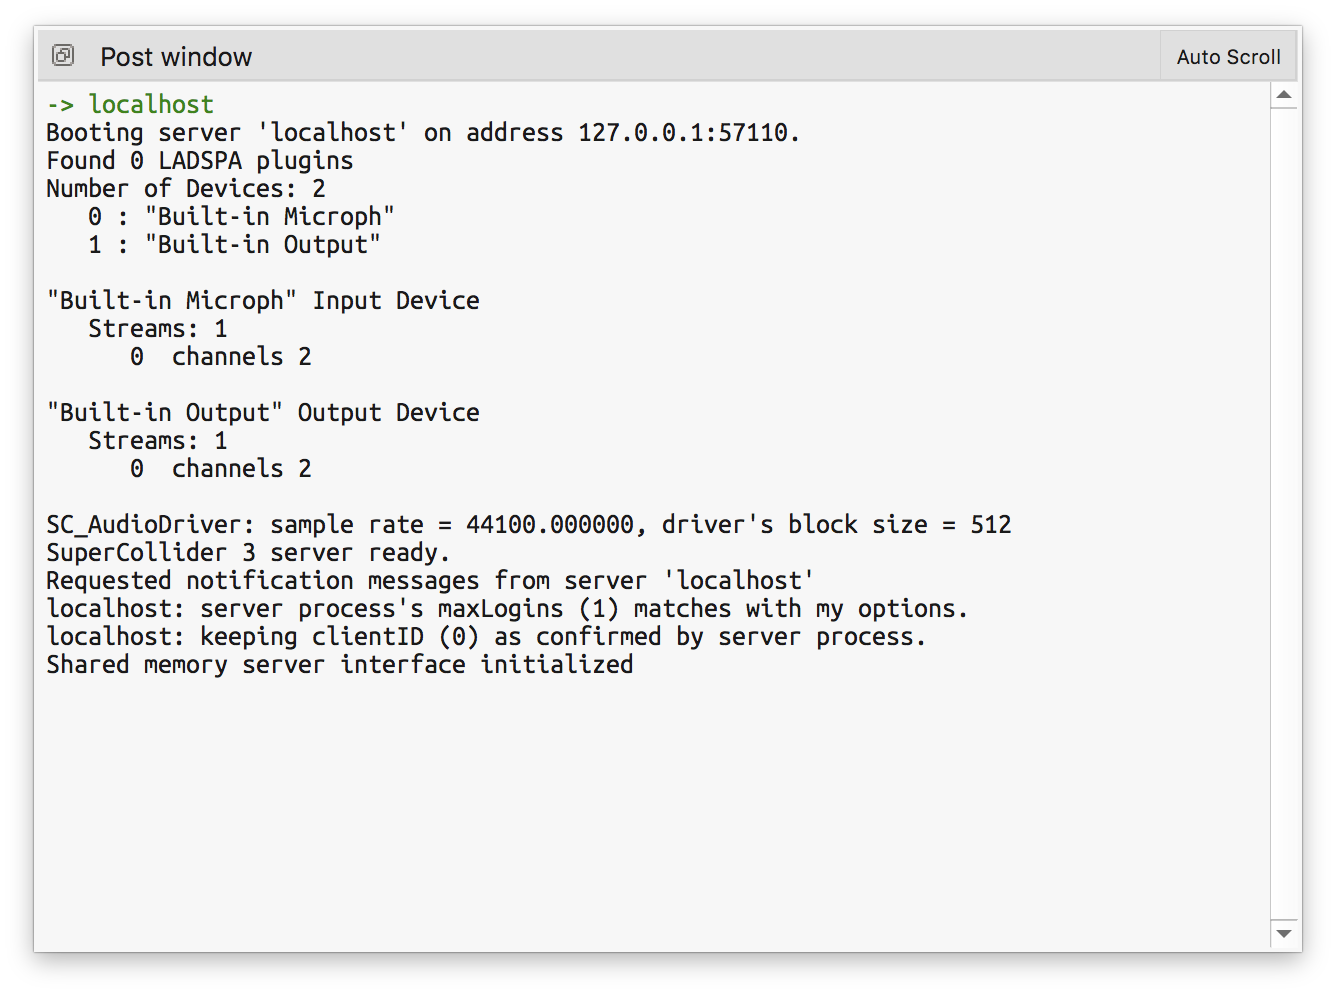 Post window
Auto Scroll
-> localhost
Booting server 'localhost' on address 127.0.0.1:57110.
Found 0 LADSPA plugins
Number of Devices: 2
0 : "Built-in Microph"
1 : "Built-in Output"
"Built-in Microph" Input Device
Streams: 1
0 channels 2
"Built-in Output" Output Device
Streams: 1
0 channels 2
SC_AudioDriver: sample rate = 44100.000000, driver's block size = 512
SuperCollider 3 server ready.
Requested notification messages from server 'localhost'
localhost: server process's maxLogins (1) matches with my options.
localhost: keeping clientID (0) as confirmed by server process.
Shared memory server interface initialized